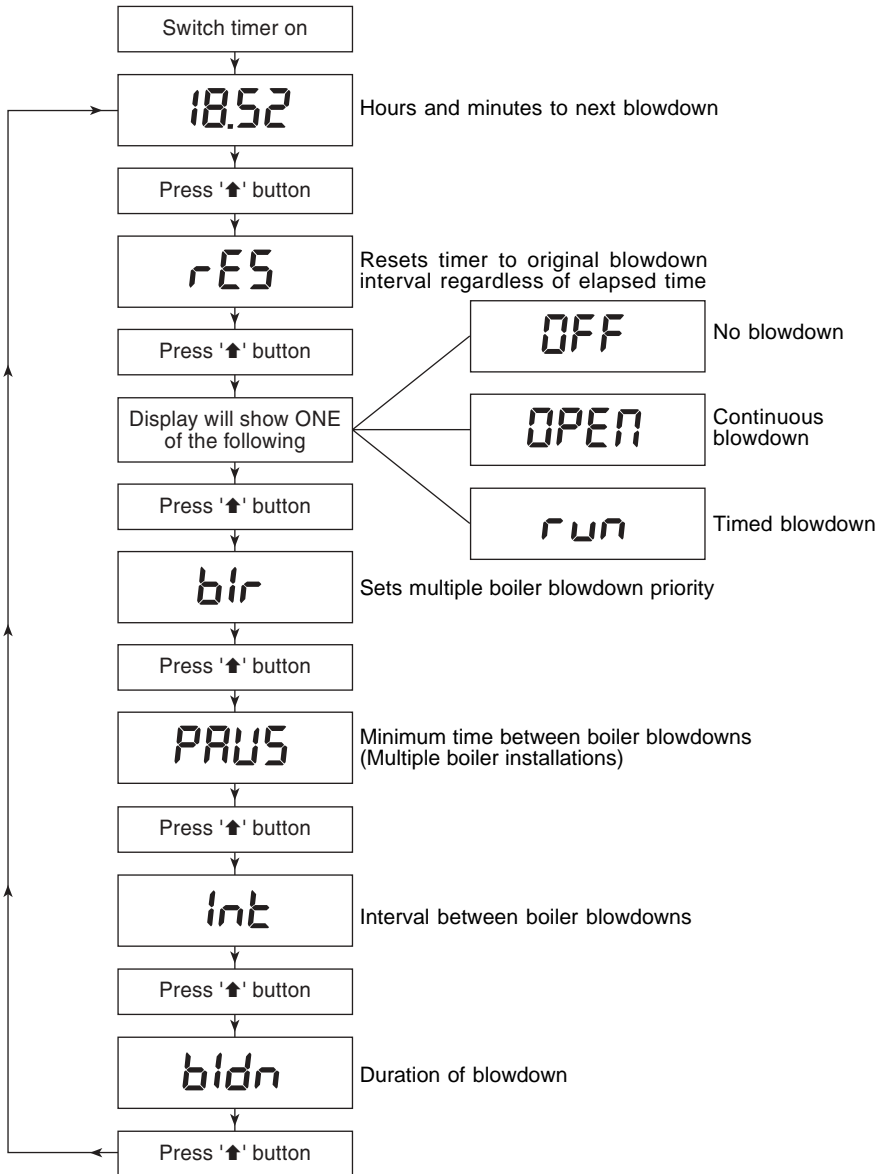 Switch timer on
18.52
Hours and minutes to next blowdown
Press '⬆' button
rES
Resets timer to original blowdown
interval regardless of elapsed time
Press '⬆' button
OFF
No blowdown
Display will show ONE
of the following
OPEn
Continuous
blowdown
Press '⬆' button
run
Timed blowdown
blr
Sets multiple boiler blowdown priority
Press '⬆' button
PAUS
Minimum time between boiler blowdowns
(Multiple boiler installations)
Press '⬆' button
Int
Interval between boiler blowdowns
Press '⬆' button
bldn
Duration of blowdown
Press '⬆' button